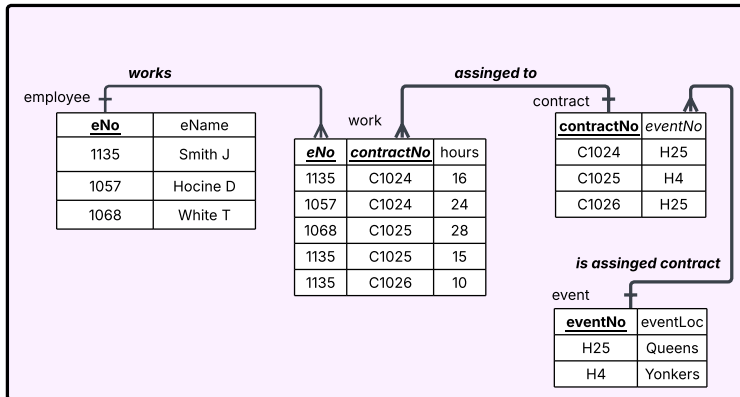 works
assinged to
employee
work
contract
eNo eName
1135 Smith J
1057 Hocine D
1068 White T
eNo contractNo hours
1135 C1024 16
1057 C1024 24
1068 C1025 28
1135 C1025 15
1135 C1026 10
contractNo eventNo
C1024 H25
C1025 H4
C1026 H25
is assinged contract
event
eventNo eventLoc
H25 Queens
H4 Yonkers